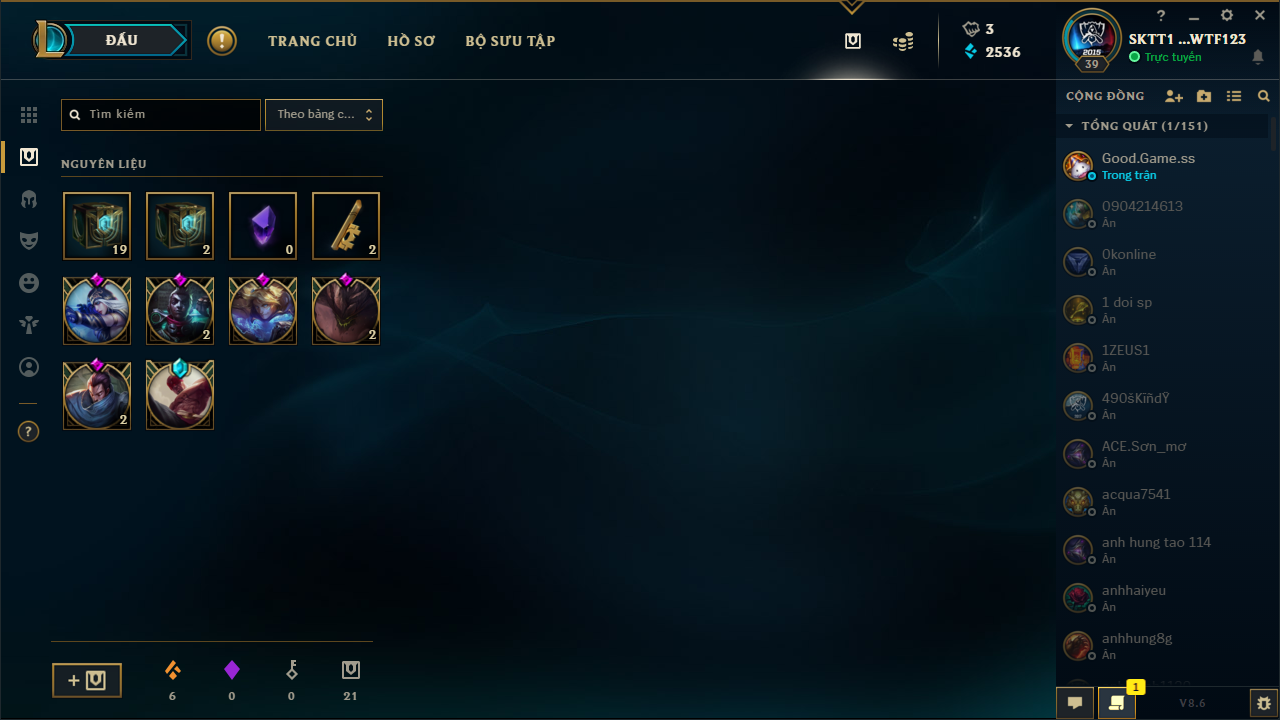 ĐẤU
TRANG CHỦ
HỒ SƠ
BỘ SƯU TẬP
3
2536
2015
39
SKTT1 ...WTF123
Trực tuyến
Tìm kiếm
Theo bảng c...
CỘNG ĐỒNG
TỔNG QUÁT (1/151)
NGUYÊN LIỆU
19
2
0
2
2
2
2
Good.Game.ss
Trong trận
0904214613
Ẩn
0konline
Ẩn
1 doi sp
Ẩn
1ZEUS1
Ẩn
490šKïñdŸ
Ẩn
ACE.Sơn_mơ
Ẩn
acqua7541
Ẩn
anh hung tao 114
Ẩn
anhhaiyeu
Ẩn
anhhung8g
Ẩn
6
0
0
21
1
V8.6